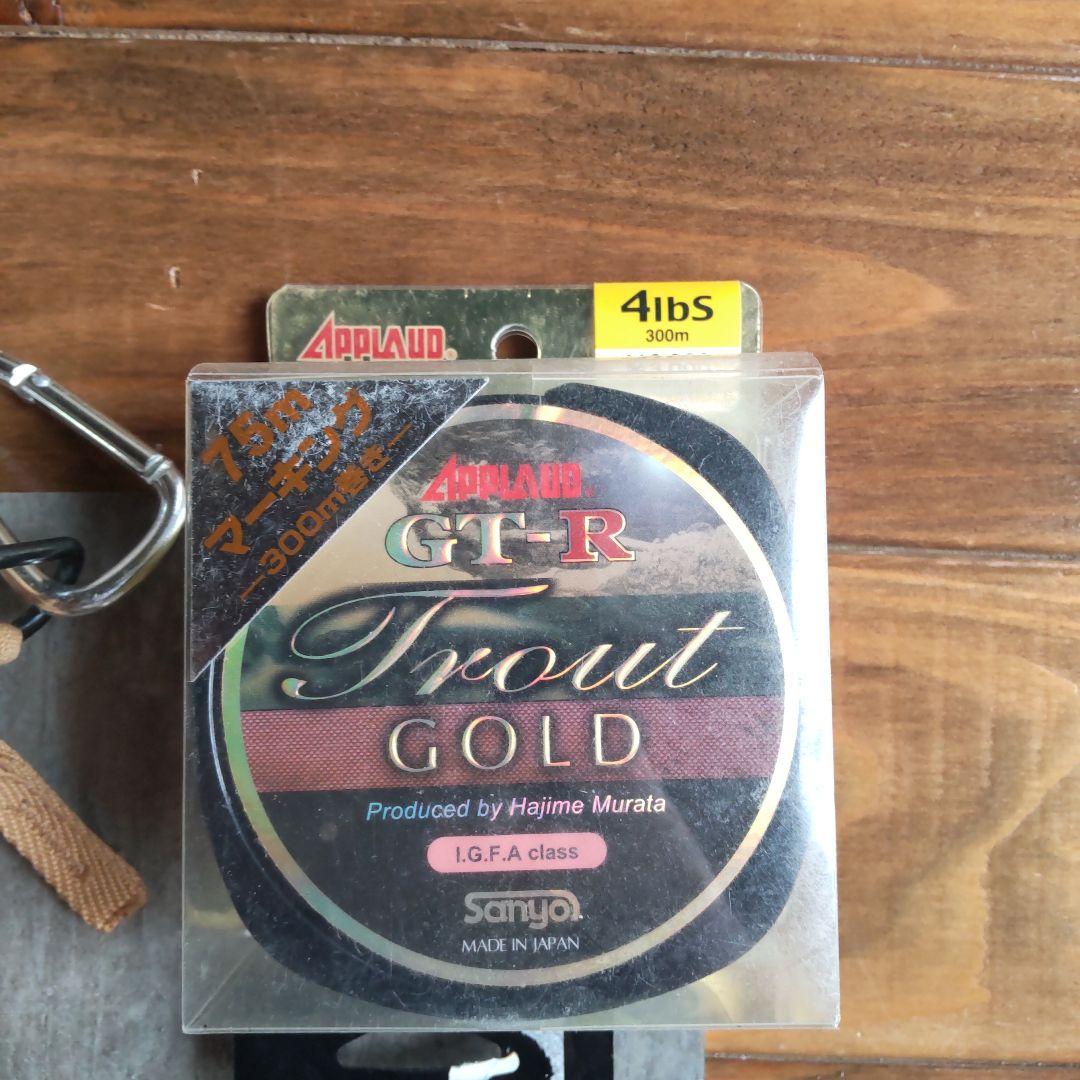 4lbS
300m
APPLAUD
75m
マーキング
—300m巻き—
APPLAUD
GT-R
Trout
GOLD
Produced by Hajime Murata
I.G.F.A class
Sanyo
MADE IN JAPAN